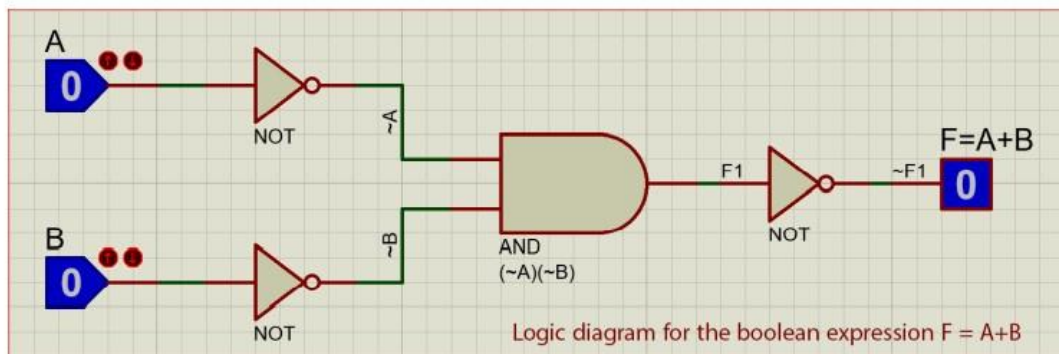 A
0
NOT
~A
B
0
NOT
~B
AND
(~A)(~B)
F1
NOT
~F1
F=A+B
0
Logic diagram for the boolean expression F = A+B